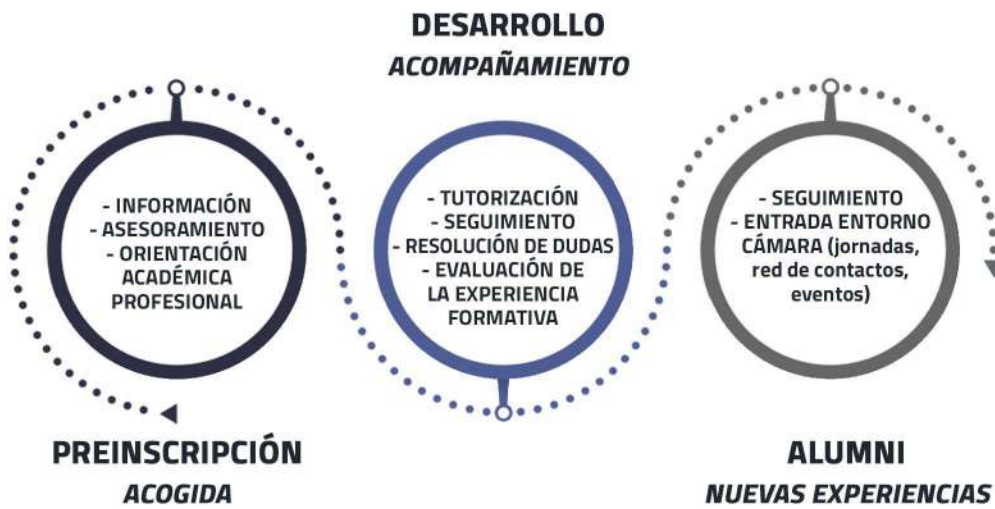 DESARROLLO
ACOMPAÑAMIENTO
- INFORMACIÓN
- ASESORAMIENTO
- ORIENTACIÓN
ACADÉMICA
PROFESIONAL
- TUTORIZACIÓN
- SEGUIMIENTO
- RESOLUCIÓN DE DUDAS
- EVALUACIÓN DE
LA EXPERIENCIA
FORMATIVA
- SEGUIMIENTO
- ENTRADA ENTORNO
CÁMARA (jornadas,
red de contactos,
eventos)
PREINSCRIPCIÓN
ACOGIDA
ALUMNI
NUEVAS EXPERIENCIAS